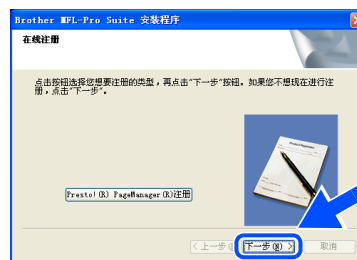 Brother MFL-Pro Suite 安装程序
在线注册
点击按钮选择您想要注册的类型，再点击“下一步”按钮。如果您不想现在进行注
册，点击“下一步”。
Product Registration
Presto!(R) PageManager(R)注册
<上一步(B) 下一步(N)> 取消